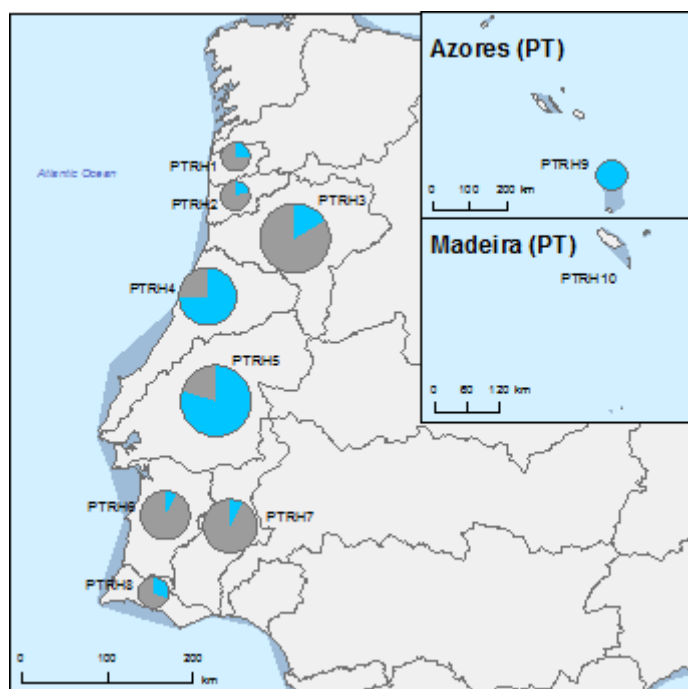 Azores (PT)
PTRH9
0 100 200
km
Madeira (PT)
PTRH10
0 60 120 km
Atlantic Ocean
PTRH1
PTRH2
PTRH3
PTRH4
PTRH5
PTRH6
PTRH7
PTRH8
0 100 200
km